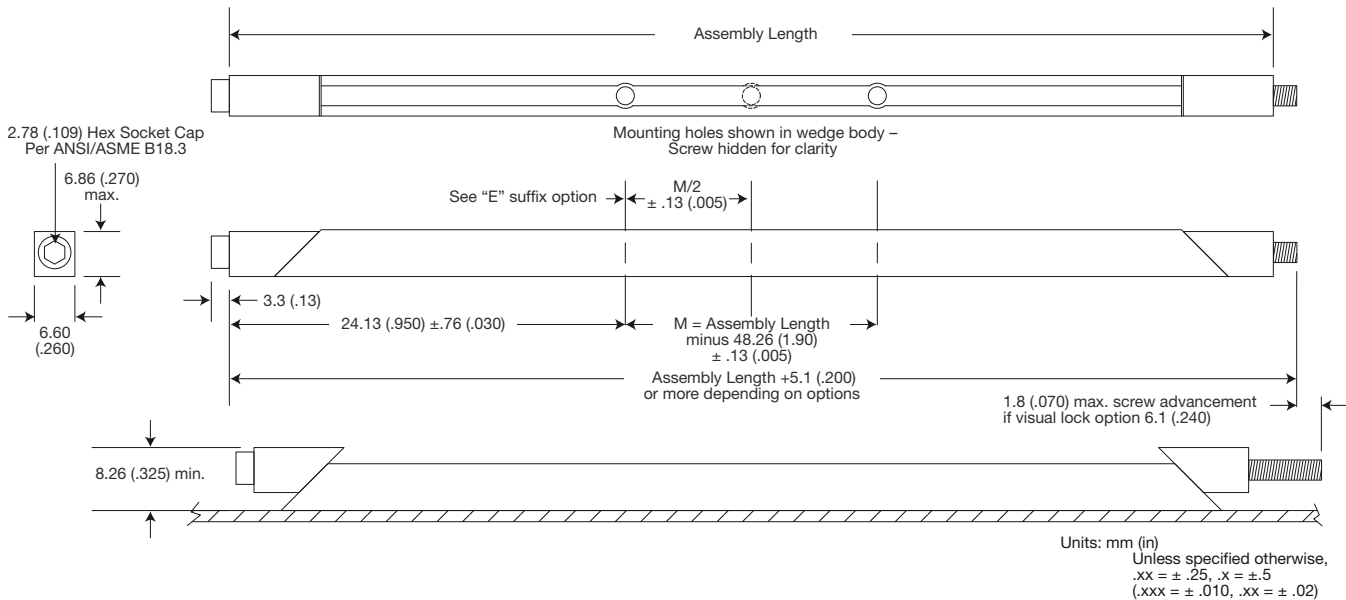 Assembly Length
2.78 (.109) Hex Socket Cap
Per ANSI/ASME B18.3
Mounting holes shown in wedge body –
Screw hidden for clarity
6.86 (.270)
max.
See “E” suffix option
M/2
± .13 (.005)
3.3 (.13)
6.60
(.260)
24.13 (.950) ±.76 (.030)
M = Assembly Length
minus 48.26 (1.90)
± .13 (.005)
Assembly Length +5.1 (.200)
or more depending on options
1.8 (.070) max. screw advancement
if visual lock option 6.1 (.240)
8.26 (.325) min.
Units: mm (in)
Unless specified otherwise,
.xx = ± .25, .x = ±.5
(.xxx = ± .010, .xx = ± .02)